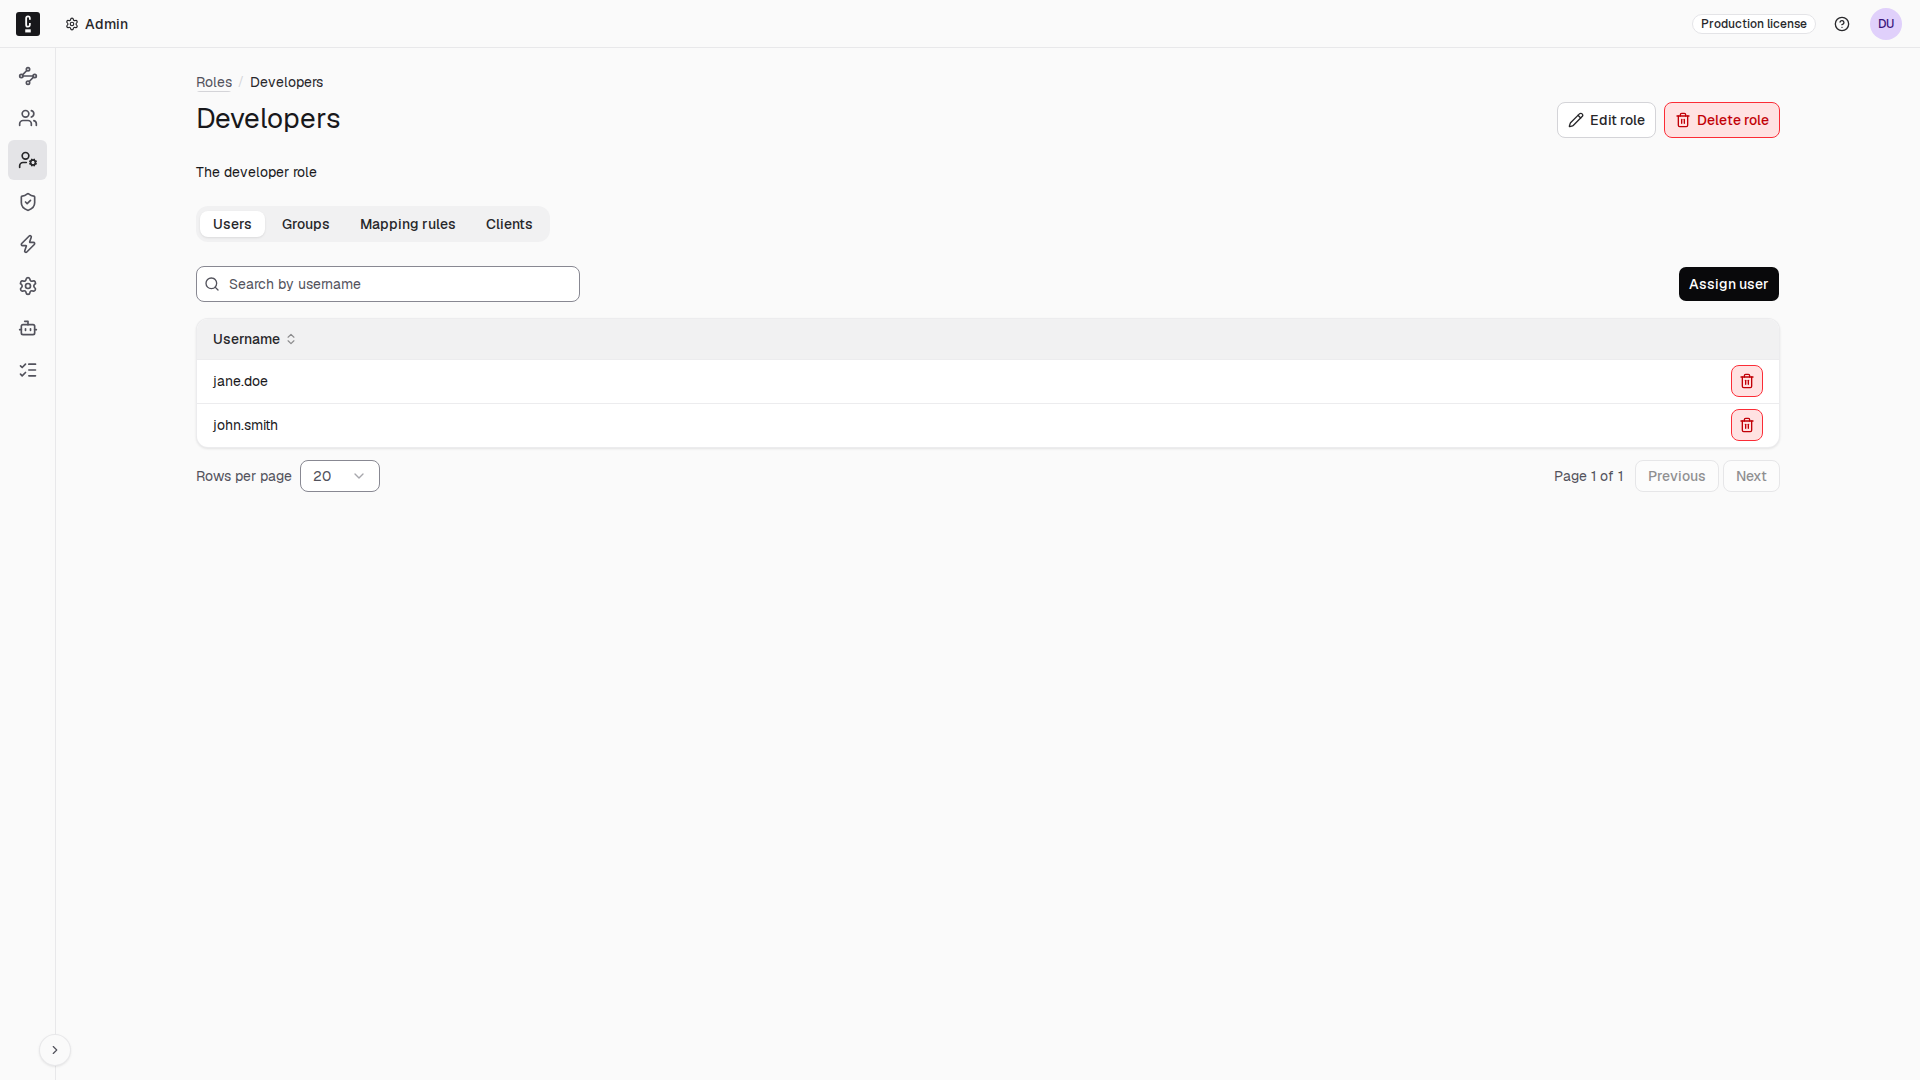 Admin
Production license
DU
Roles / Developers
Developers
Edit role
Delete role
The developer role
Users
Groups
Mapping rules
Clients
Search by username
Assign user
Username
jane.doe
john.smith
Rows per page
20
Page 1 of 1
Previous
Next